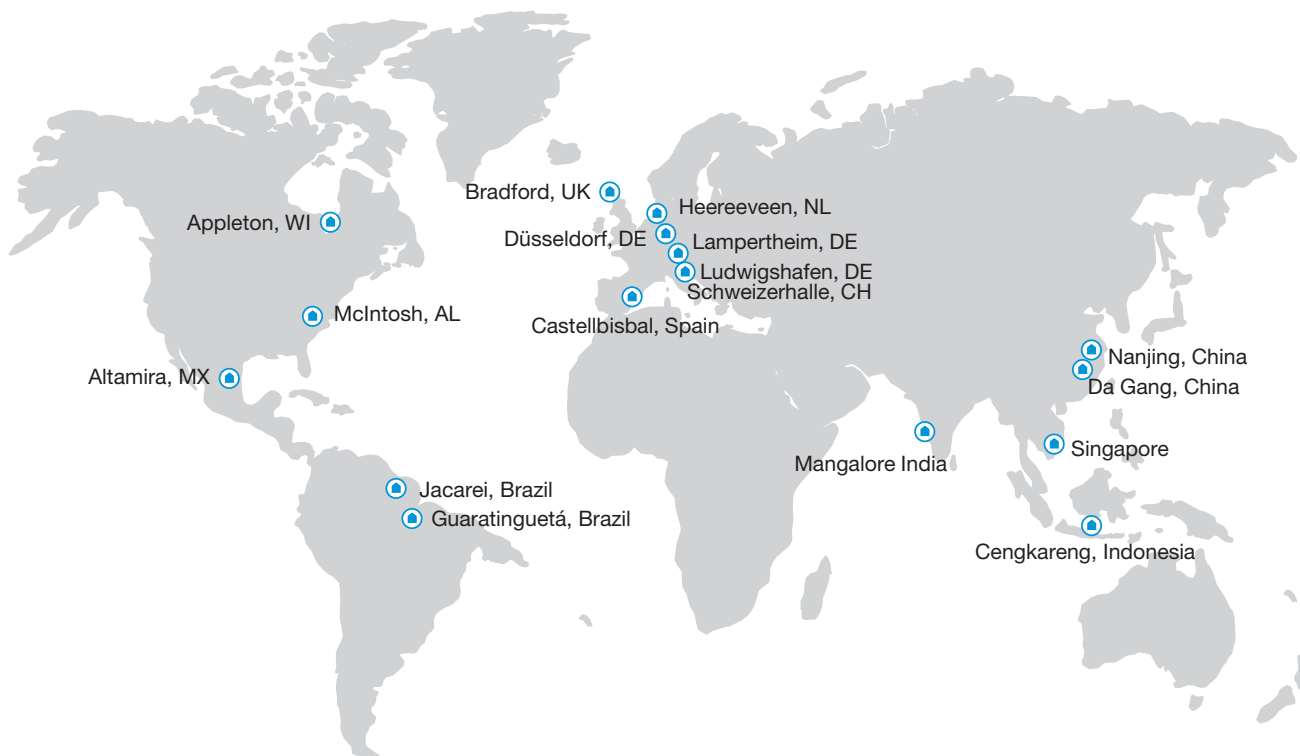 Bradford, UK
Heereeveen, NL
Appleton, WI
Düsseldorf, DE
Lampertheim, DE
Ludwigshafen, DE
Schweizerhalle, CH
McIntosh, AL
Castellbisbal, Spain
Nanjing, China
Altamira, MX
Da Gang, China
Singapore
Mangalore India
Jacarei, Brazil
Guaratinguetá, Brazil
Cengkareng, Indonesia